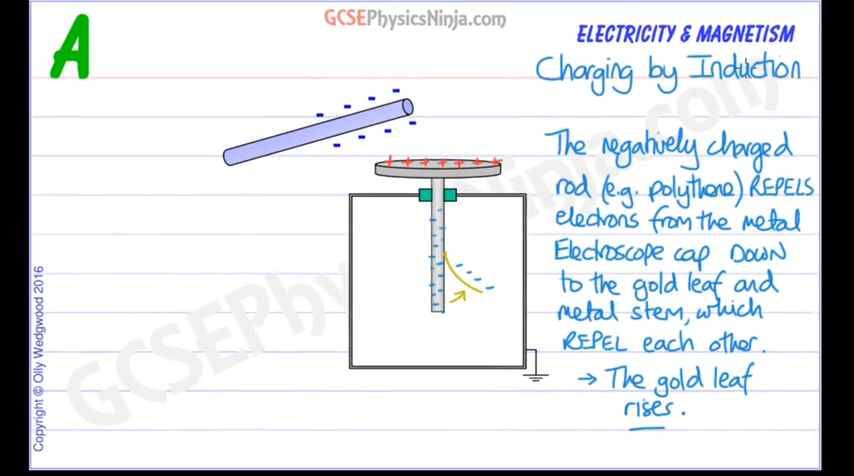 GCSEPhysicsNinja.com
A
ELECTRICITY & MAGNETISM
Charging by Induction
The negatively charged
rod (e.g. polythene) REPELS
electrons from the metal
Electroscope cap DOWN
to the gold leaf and
metal stem, which
REPEL each other.
→ The gold leaf
rises.
Copyright © Olly Wedgwood 2016
GCSEPhysicsNinja.com